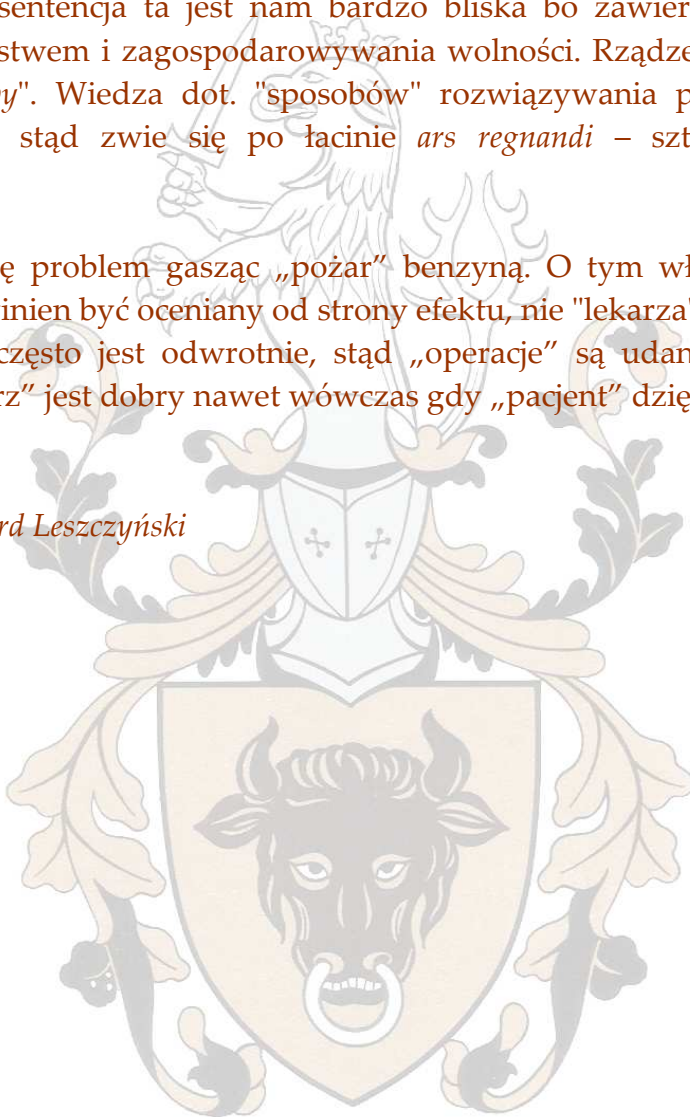 sentencja ta jest nam bardzo bliska bo zawier
stwem i zagospodarowywania wolności. Rządze
y". Wiedza dot. "sposobów" rozwiązywania p
stąd zwie się po łacinie ars regnandi – szt
ę problem gasząc „pożar” benzyną. O tym wł
inien być oceniany od strony efektu, nie "lekarza"
często jest odwrotnie, stąd „operacje” są udan
rz” jest dobry nawet wówczas gdy „pacjent” dzię
rd Leszczyński